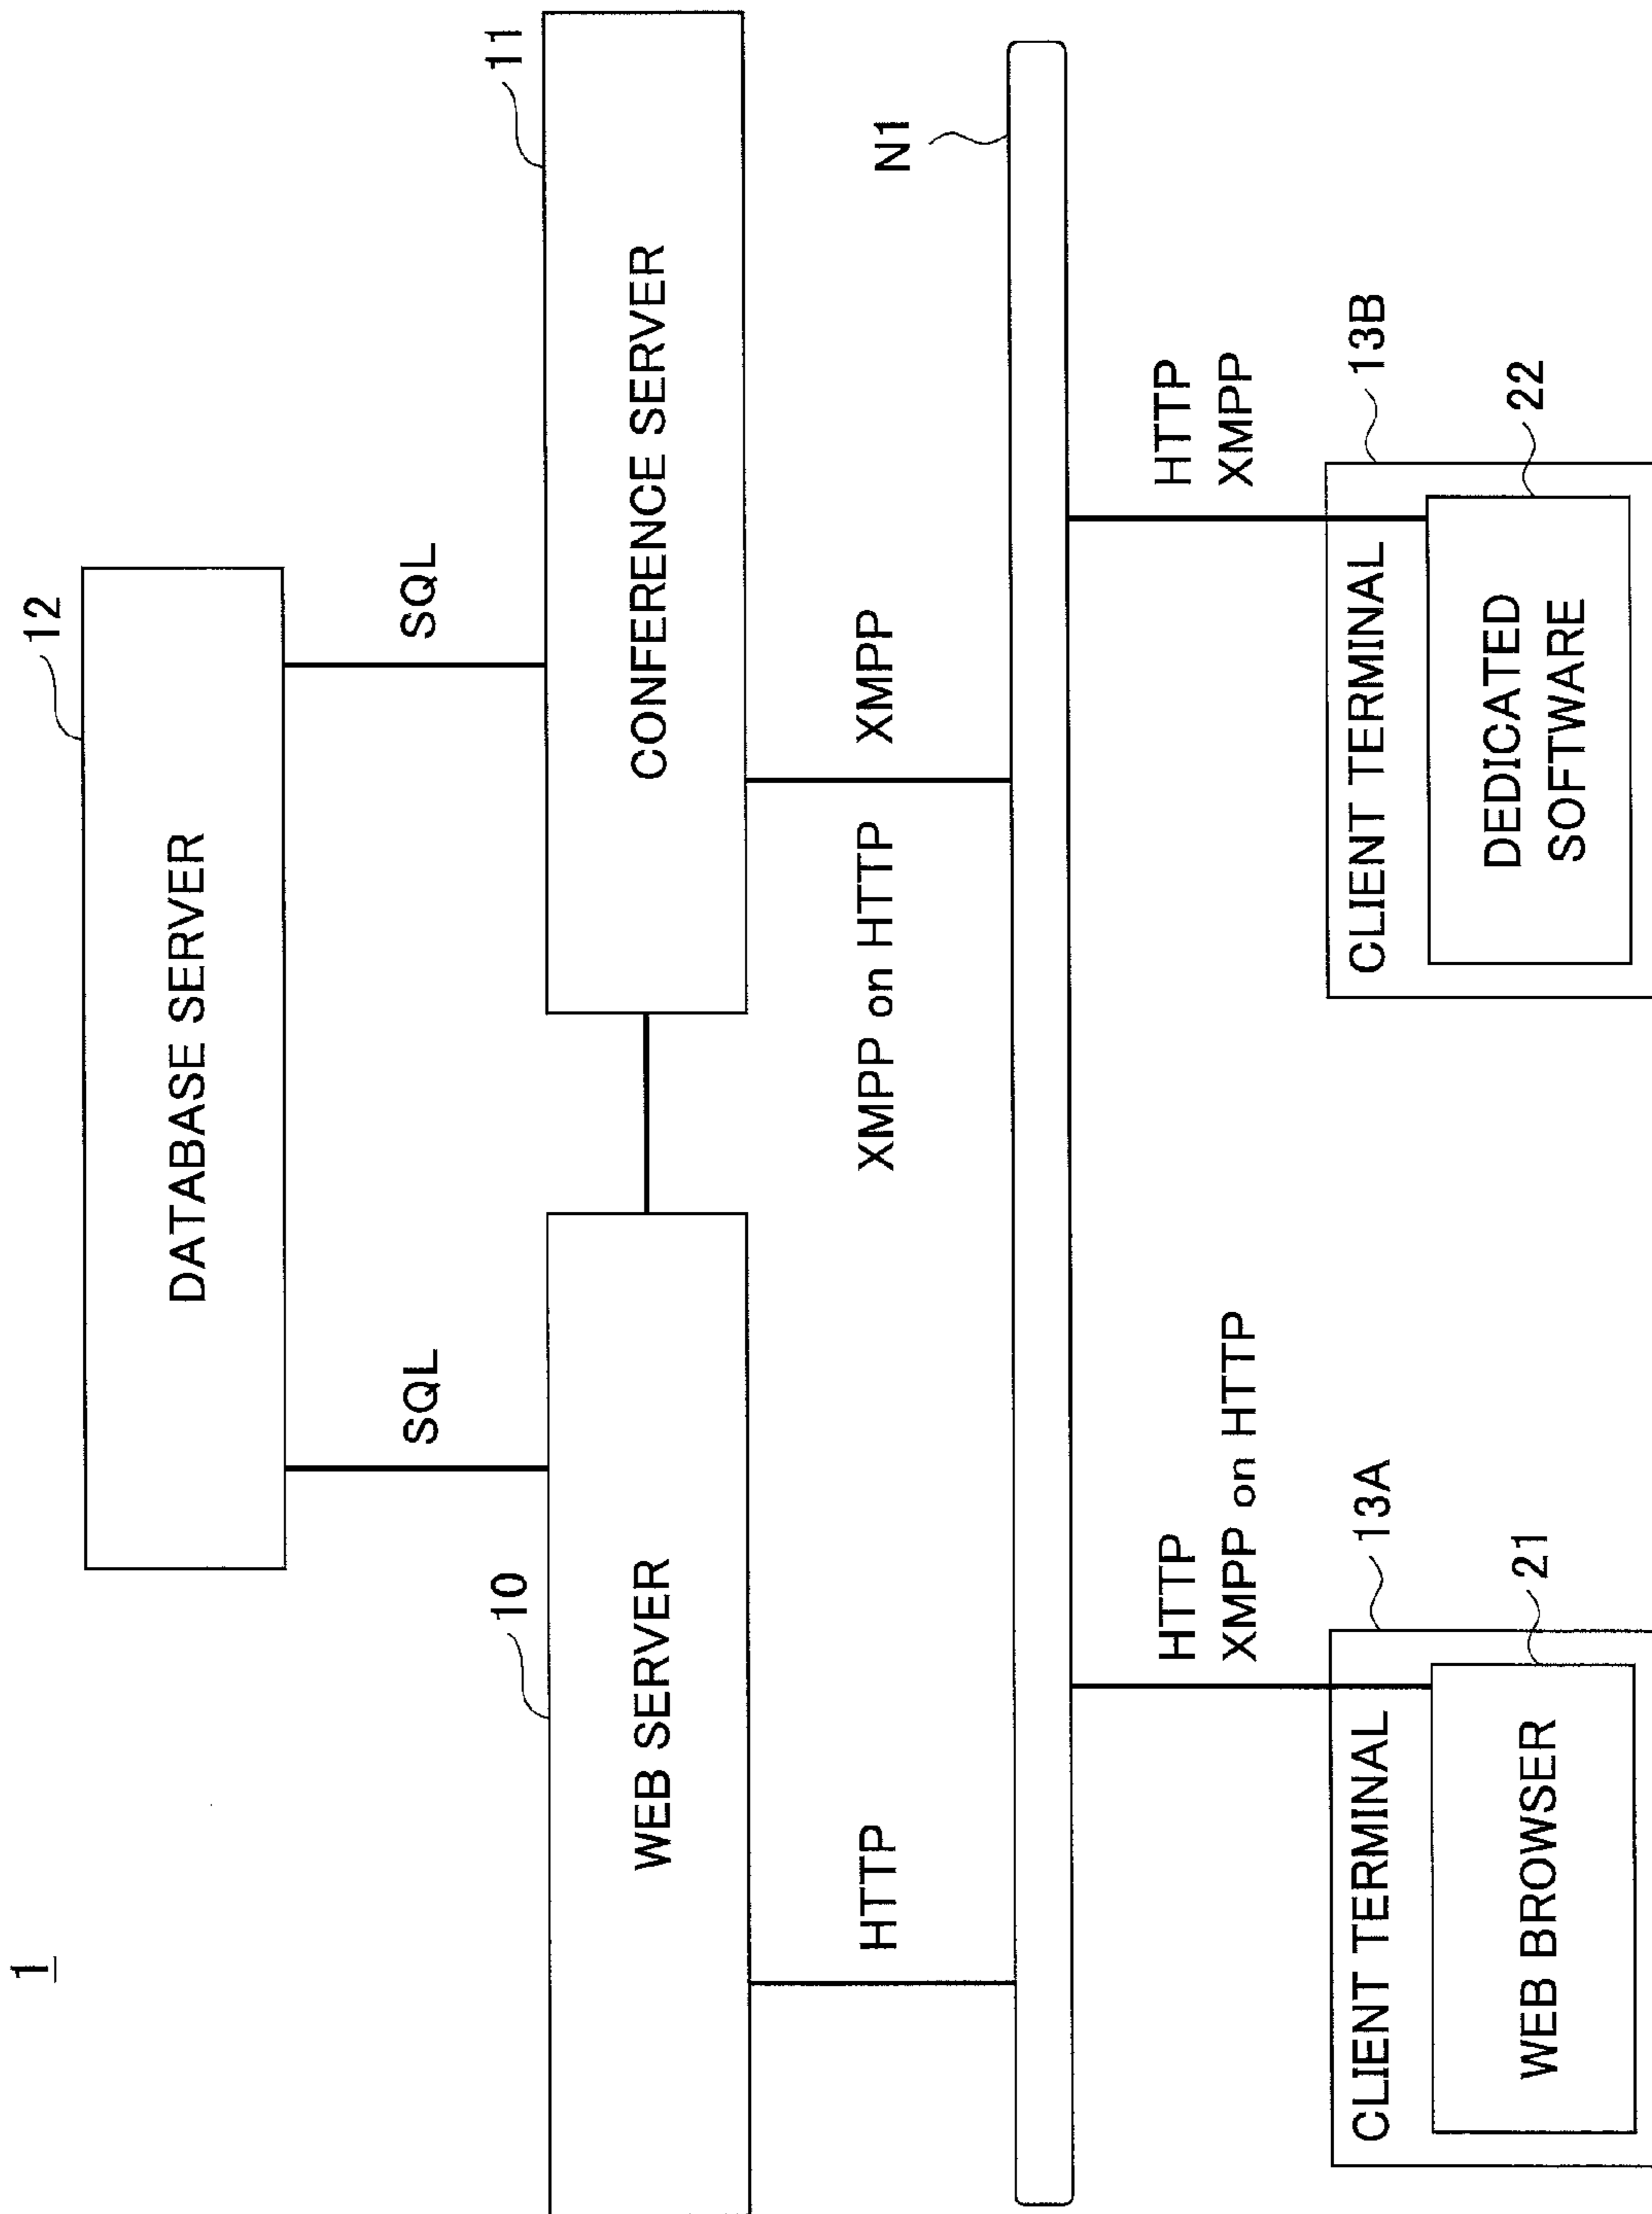 1
12
DATABASE SERVER
SQL
SQL
10
11
WEB SERVER
CONFERENCE SERVER
HTTP
XMPP on HTTP
XMPP
N1
HTTP
XMPP on HTTP
HTTP
XMPP
13A
13B
CLIENT TERMINAL
21
WEB BROWSER
CLIENT TERMINAL
22
DEDICATED
SOFTWARE